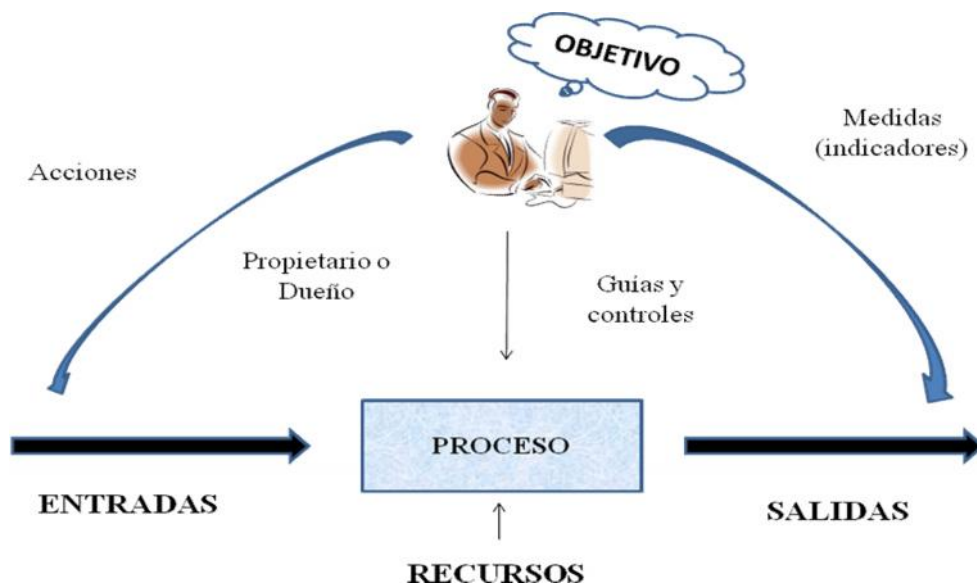 OBJETIVO
Medidas
(indicadores)
Acciones
Propietario o
Dueño
Guías y
controles
PROCESO
ENTRADAS
SALIDAS
RECURSOS